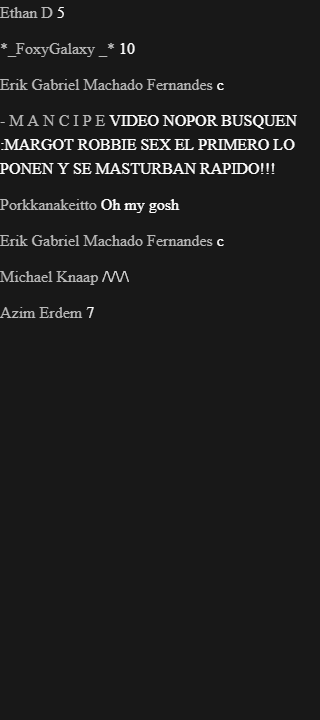 Ethan D 5
*_FoxyGalaxy _* 10
Erik Gabriel Machado Fernandes c
- M A N C I P E VIDEO NOPOR BUSQUEN
:MARGOT ROBBIE SEX EL PRIMERO LO
PONEN Y SE MASTURBAN RAPIDO!!!
Porkkanakeitto Oh my gosh
Erik Gabriel Machado Fernandes c
Michael Knaap /\/\/\
Azim Erdem 7